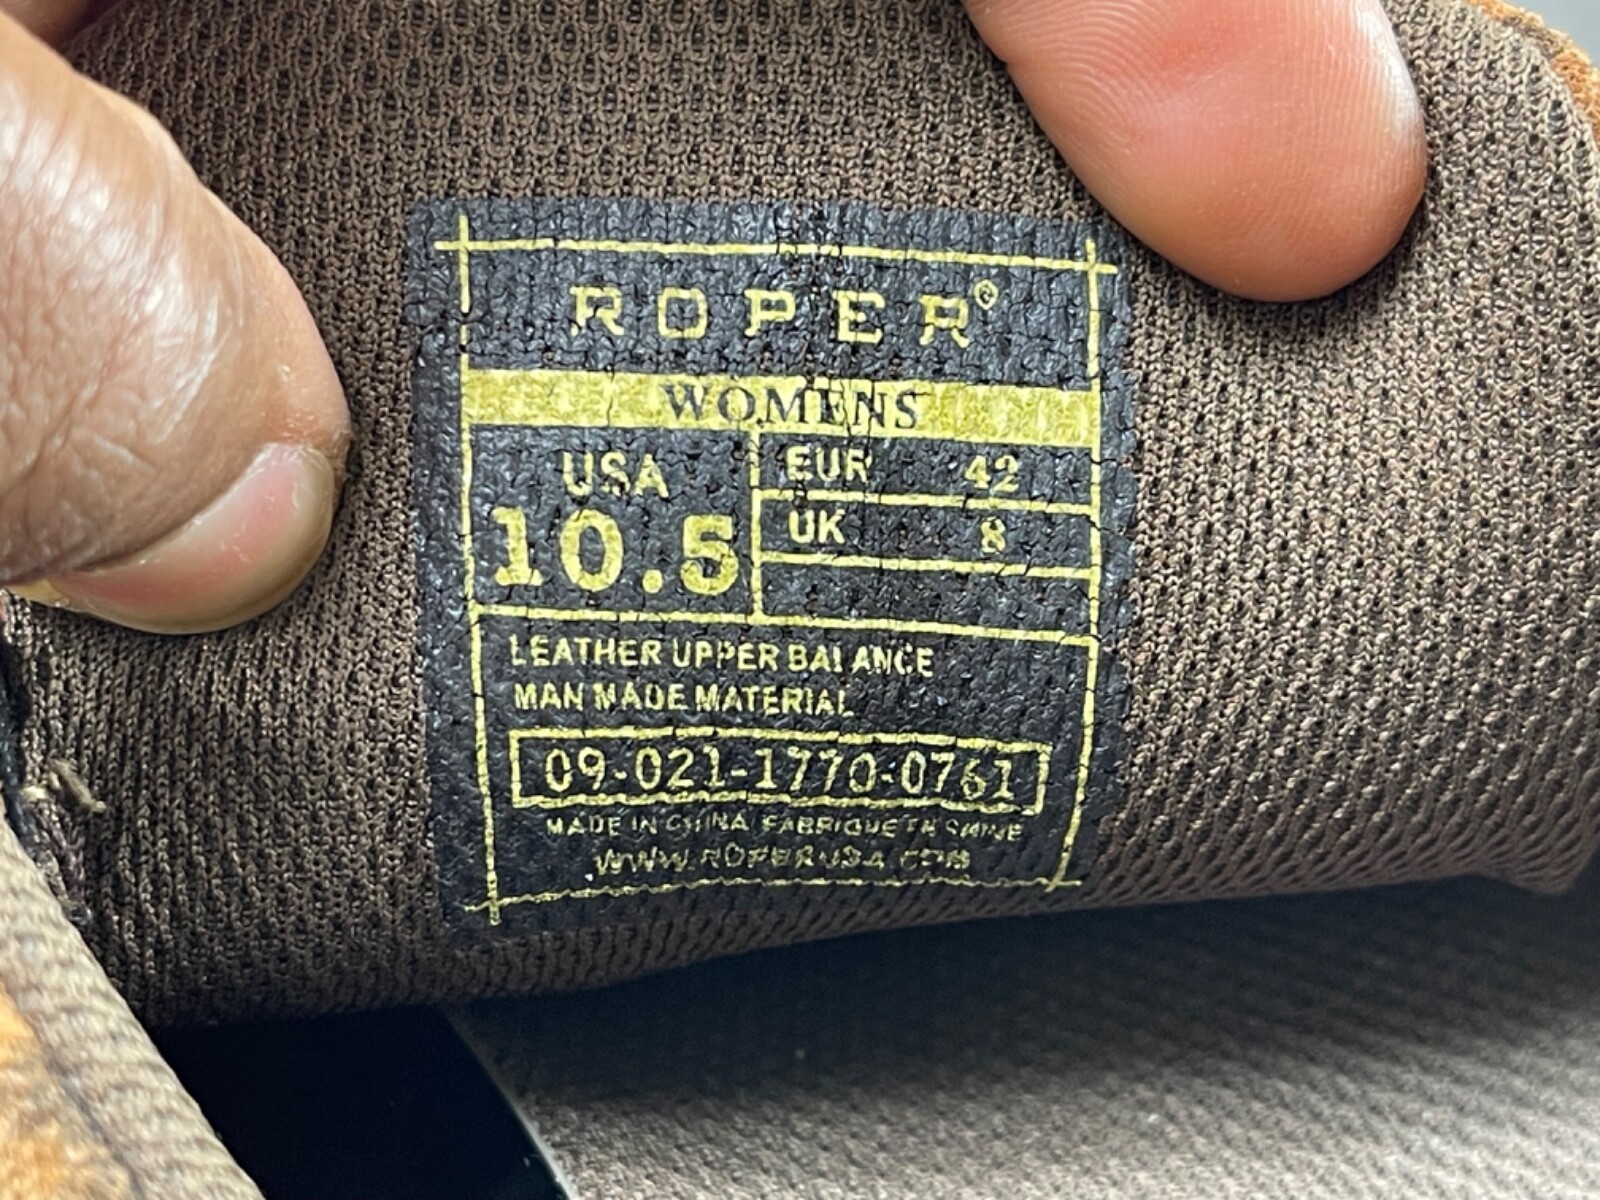 ROPER®
WOMENS
USA
10.5
EUR 42
UK 8
LEATHER UPPER BALANCE
MAN MADE MATERIAL
09-021-1770-0761
MADE IN CHINA FABRIQUE EN CHINE
WWW.ROPERUSA.COM